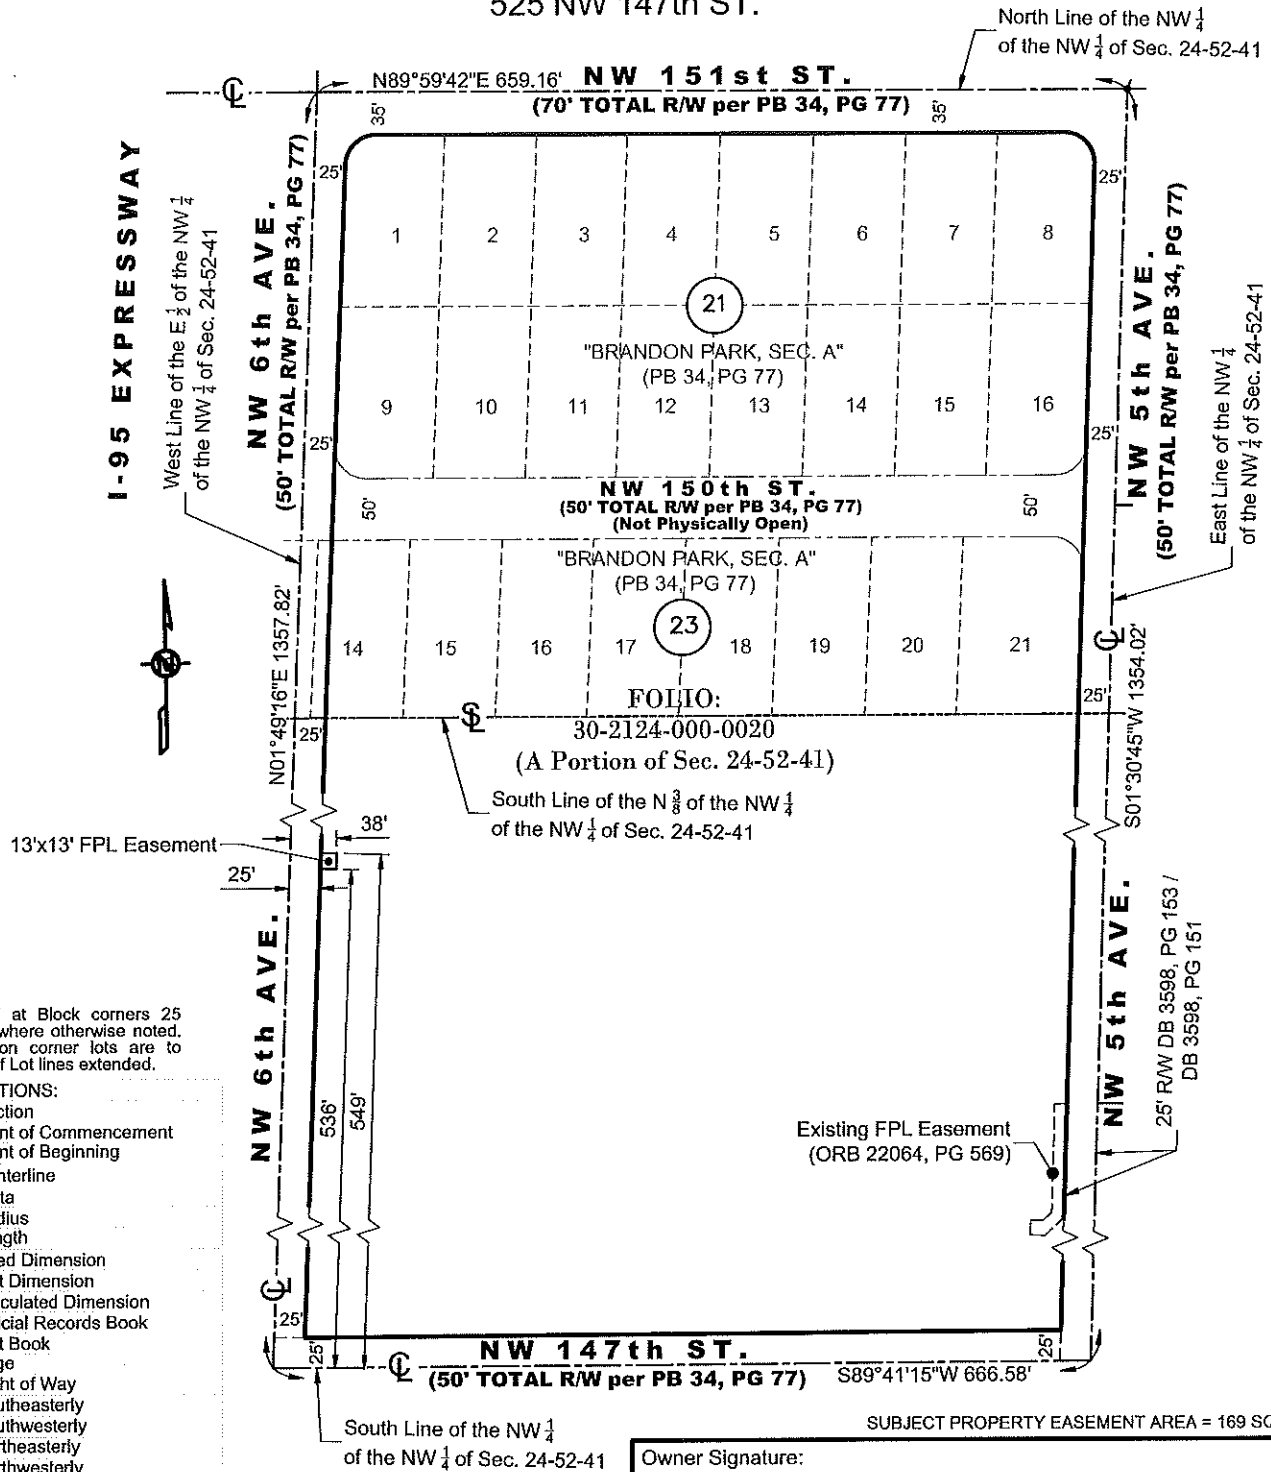 525 NW 147th ST.
North Line of the NW 1/4
of the NW 1/4 of Sec. 24-52-41
N89°59'42"E 659.16'
NW 151st ST.
(70' TOTAL R/W per PB 34, PG 77)
35'
35'
I-95 EXPRESSWAY
West Line of the E 1/2 of the NW 1/4
of the NW 1/4 of Sec. 24-52-41
NW 6th AVE.
(50' TOTAL R/W per PB 34, PG 77)
25'
25'
1
2
3
4
5
6
7
8
21
"BRANDON PARK, SEC. A"
(PB 34, PG 77)
9
10
11
12
13
14
15
16
25'
25'
NW 5th AVE.
(50' TOTAL R/W per PB 34, PG 77)
East Line of the NW 1/4
of the NW 1/4 of Sec. 24-52-41
50'
NW 150th ST.
(50' TOTAL R/W per PB 34, PG 77)
(Not Physically Open)
50'
"BRANDON PARK, SEC. A"
(PB 34, PG 77)
23
14
15
16
17
18
19
20
21
N01°49'16"E 1357.82'
S01°30'45"W 1354.02'
25'
25'
FOLIO:
30-2124-000-0020
(A Portion of Sec. 24-52-41)
South Line of the N 3/8 of the NW 1/4
of the NW 1/4 of Sec. 24-52-41
13'x13' FPL Easement
38'
25'
NW 6th AVE.
536'
549'
NW 5th AVE.
25' R/W DB 3598, PG 153 /
DB 3598, PG 151
Existing FPL Easement
(ORB 22064, PG 569)
at Block corners 25
where otherwise noted.
on corner lots are to
f Lot lines extended.
TIONS:
ction
nt of Commencement
nt of Beginning
nterline
ta
dius
ngth
ed Dimension
t Dimension
culated Dimension
icial Records Book
t Book
ge
ht of Way
utheasterly
uthwesterly
rtheasterly
rthwesterly
25'
25'
25'
NW 147th ST.
(50' TOTAL R/W per PB 34, PG 77)
S89°41'15"W 666.58'
South Line of the NW 1/4
of the NW 1/4 of Sec. 24-52-41
SUBJECT PROPERTY EASEMENT AREA = 169 SQ
Owner Signature: